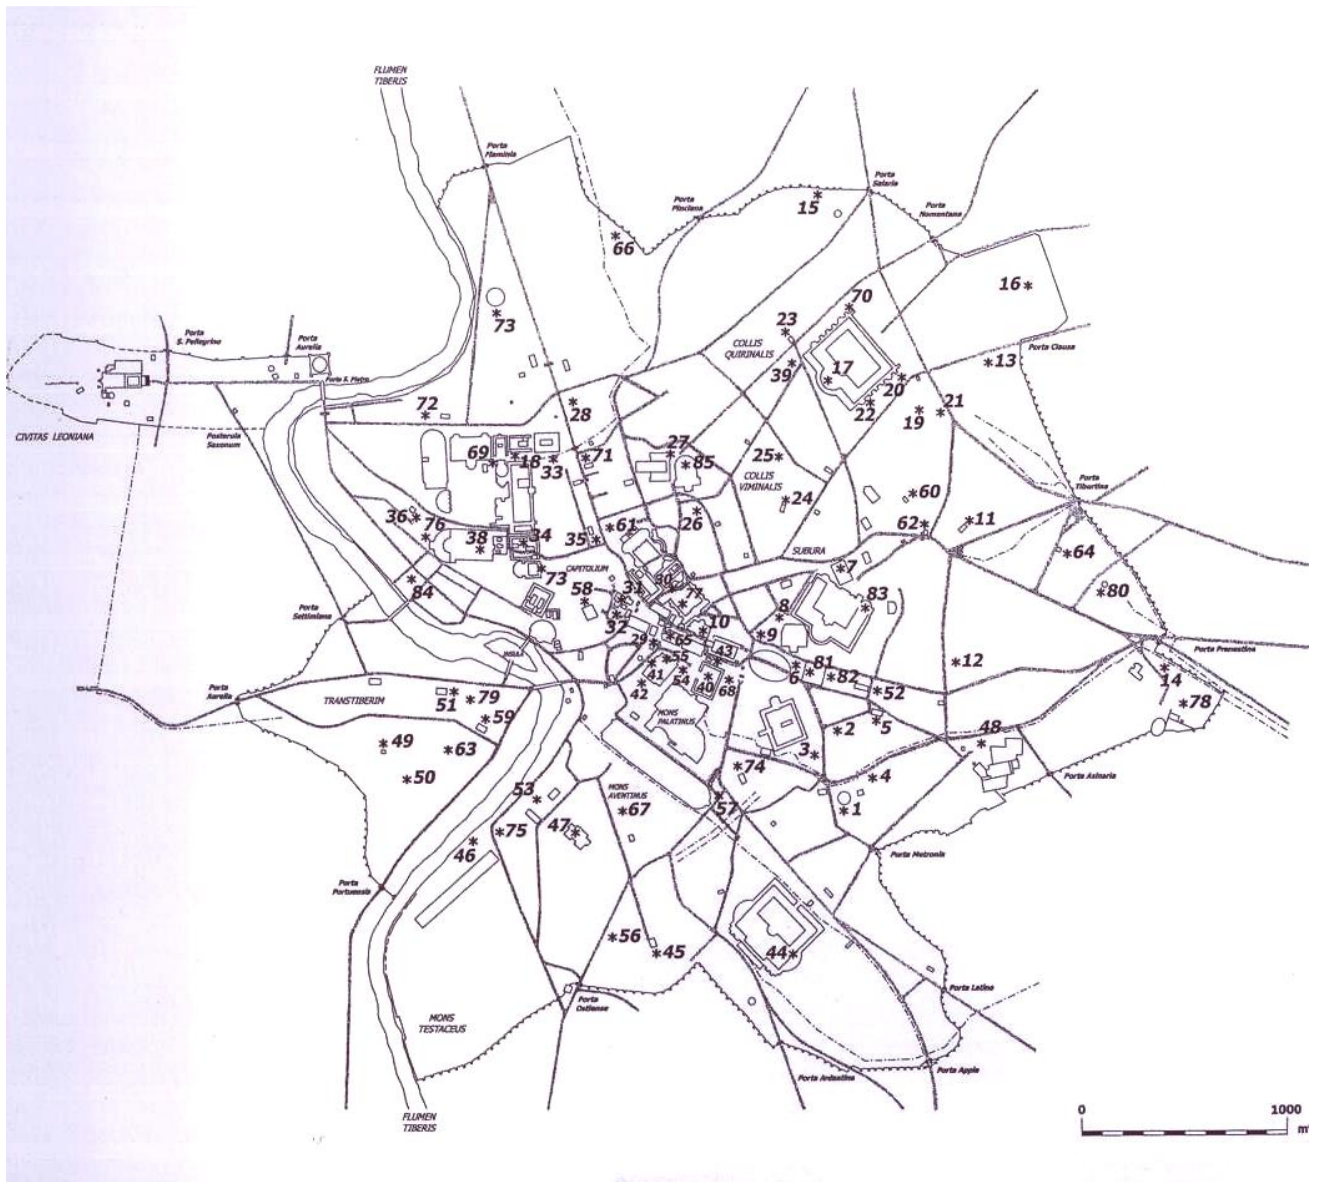 FLUMEN
TIBERIS
Porta
Flaminia
Porta
Salaria
15
Porta
Pinciana
Porta
Nomentana
66
16
73
70
23
Porta
S. Pellegrino
Porta
Aurelia
COLLIS
QUIRINALIS
Porta Clausa
13
39
17
20
Porta S. Pietro
72
28
22
19
21
CIVITAS LEONIANA
Posterula
Saxonum
69
18
33
71
27
85
25
COLLIS
VIMINALIS
Porta
Tiburtina
24
60
36
76
38
34
35
61
26
62
11
SUBURA
64
73
CAPITOLIUM
30
7
84
58
31
77
83
80
Porta
Settimiana
32
8
10
9
29
65
Porta Prenestina
INSULA
43
55
81
12
14
41
54
6
82
42
40
68
52
Porta
Aurelia
TRANSTIBERIM
51
79
78
59
MONS
PALATINUS
2
5
48
49
63
3
74
4
Porta Asinaria
50
MONS
AVENTINUS
53
67
57
1
75
47
46
Porta Metronia
Porta
Portuensis
56
45
44
Porta Latina
Porta
Ostiense
MONS
TESTACEUS
Porta Ardeatina
Porta Appia
FLUMEN
TIBERIS
0 1000
m